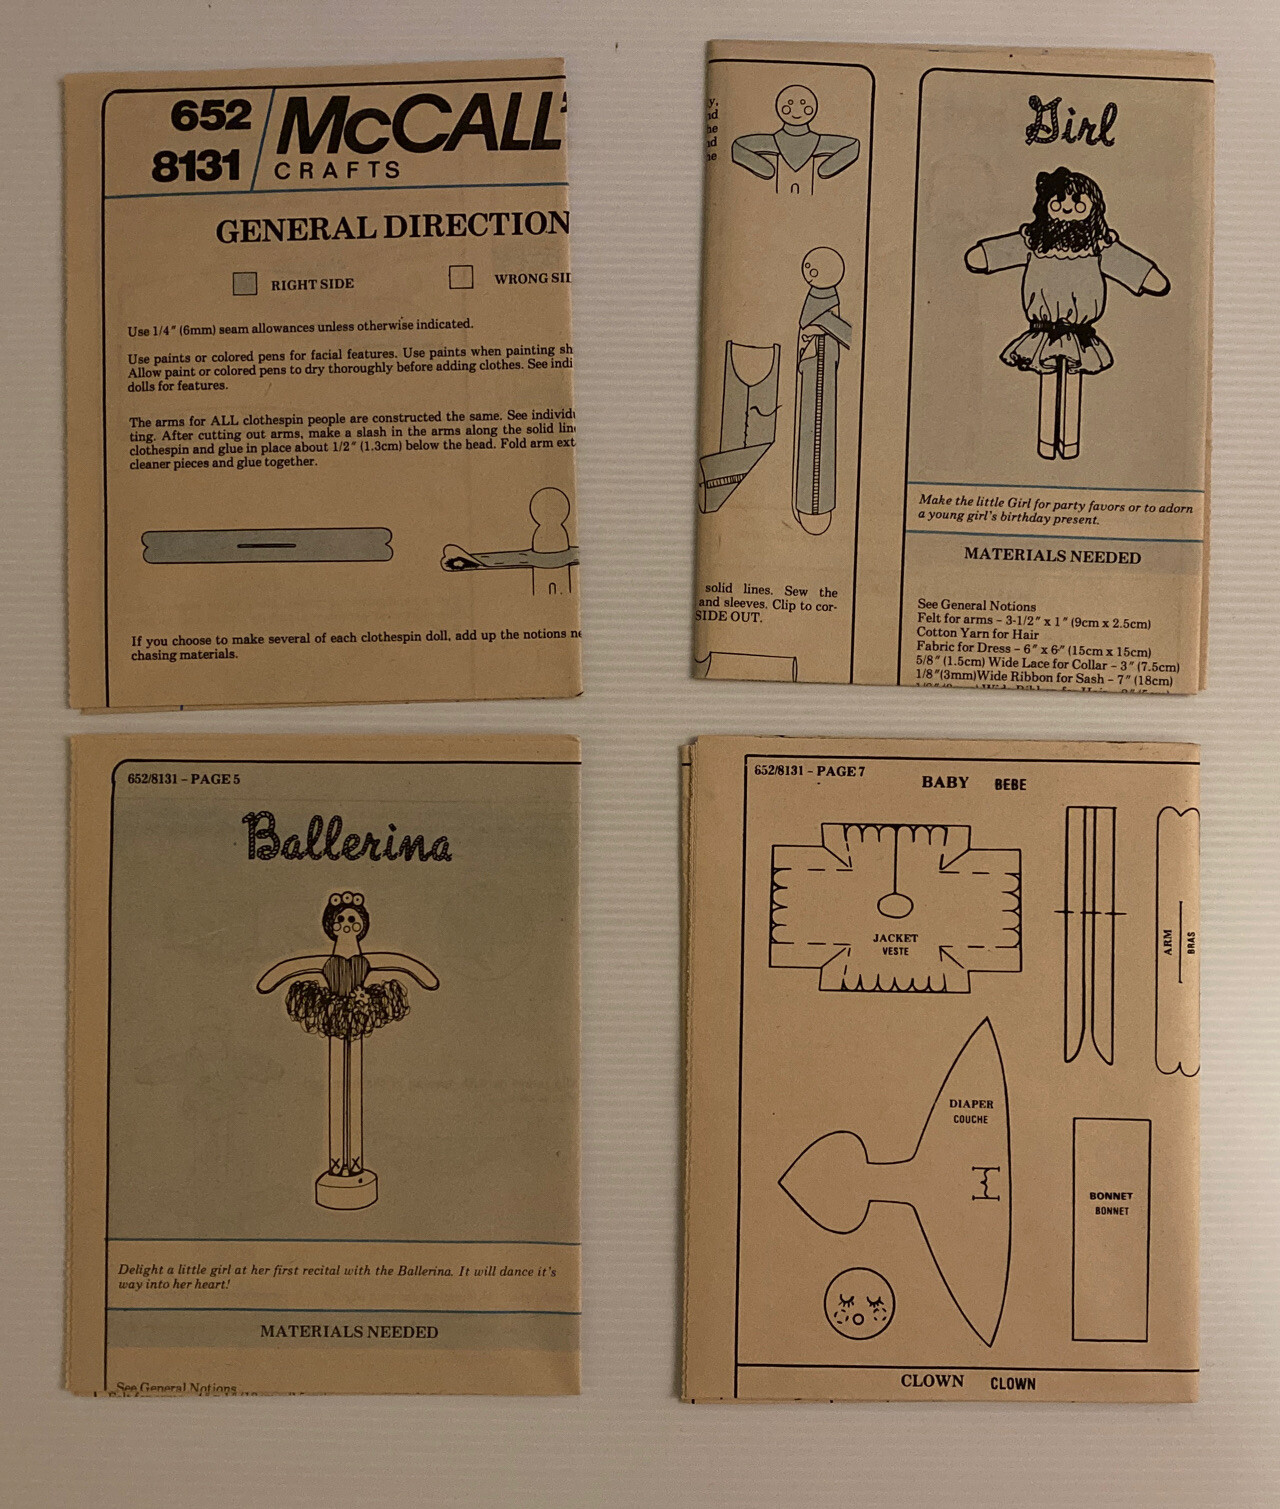 652
8131
McCALL'
CRAFTS
GENERAL DIRECTION
RIGHT SIDE
WRONG SI
Use 1/4" (6mm) seam allowances unless otherwise indicated.
Use paints or colored pens for facial features. Use paints when painting sh
Allow paint or colored pens to dry thoroughly before adding clothes. See indi
dolls for features.
The arms for ALL clothespin people are constructed the same. See individu
ting. After cutting out arms, make a slash in the arms along the solid lin
clothespin and glue in place about 1/2" (1.3cm) below the head. Fold arm ext
cleaner pieces and glue together.
If you choose to make several of each clothespin doll, add up the notions ne
chasing materials.
y,
nd
he
nd
he
solid lines. Sew the
and sleeves. Clip to cor-
SIDE OUT.
Girl
Make the little Girl for party favors or to adorn
a young girl's birthday present.
MATERIALS NEEDED
See General Notions
Felt for arms - 3-1/2" x 1" (9cm x 2.5cm)
Cotton Yarn for Hair
Fabric for Dress - 6" x 6" (15cm x 15cm)
5/8" (1.5cm) Wide Lace for Collar - 3" (7.5cm)
1/8"(3mm)Wide Ribbon for Sash - 7" (18cm)
652/8131 - PAGE 5
Ballerina
Delight a little girl at her first recital with the Ballerina. It will dance it's
way into her heart!
MATERIALS NEEDED
See General Notions
652/8131 - PAGE 7
BABY BEBE
JACKET
VESTE
ARM
BRAS
DIAPER
COUCHE
BONNET
BONNET
CLOWN CLOWN